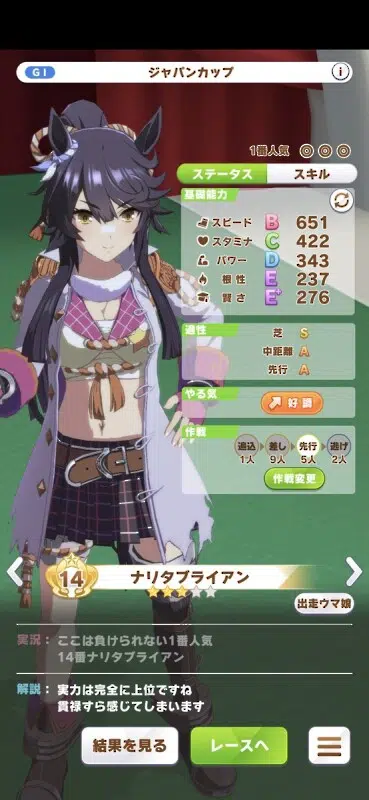 GI
ジャパンカップ
i
1番人気 ◎ ◎ ◎
ステータス スキル
基礎能力
スピード B 651
スタミナ C 422
パワー D 343
根性 E 237
賢さ E+ 276
適性
芝 S
中距離 A
先行 A
やる気
好調
作戦
追込 差し 先行 逃げ
1人 9人 5人 2人
作戦変更
14 ナリタブライアン
出走ウマ娘
実況：ここは負けられない1番人気
14番ナリタブライアン
解説：実力は完全に上位ですね
貫禄すら感じてしまいます
結果を見る レースへ